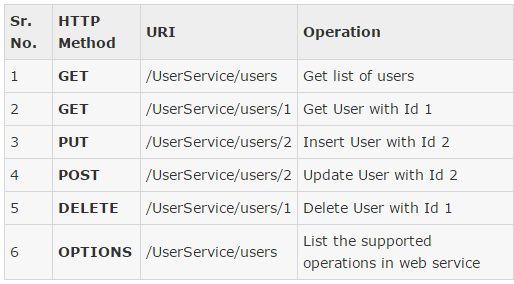 Sr. No. HTTP Method URI Operation
1 GET /UserService/users Get list of users
2 GET /UserService/users/1 Get User with Id 1
3 PUT /UserService/users/2 Insert User with Id 2
4 POST /UserService/users/2 Update User with Id 2
5 DELETE /UserService/users/1 Delete User with Id 1
6 OPTIONS /UserService/users List the supported operations in web service